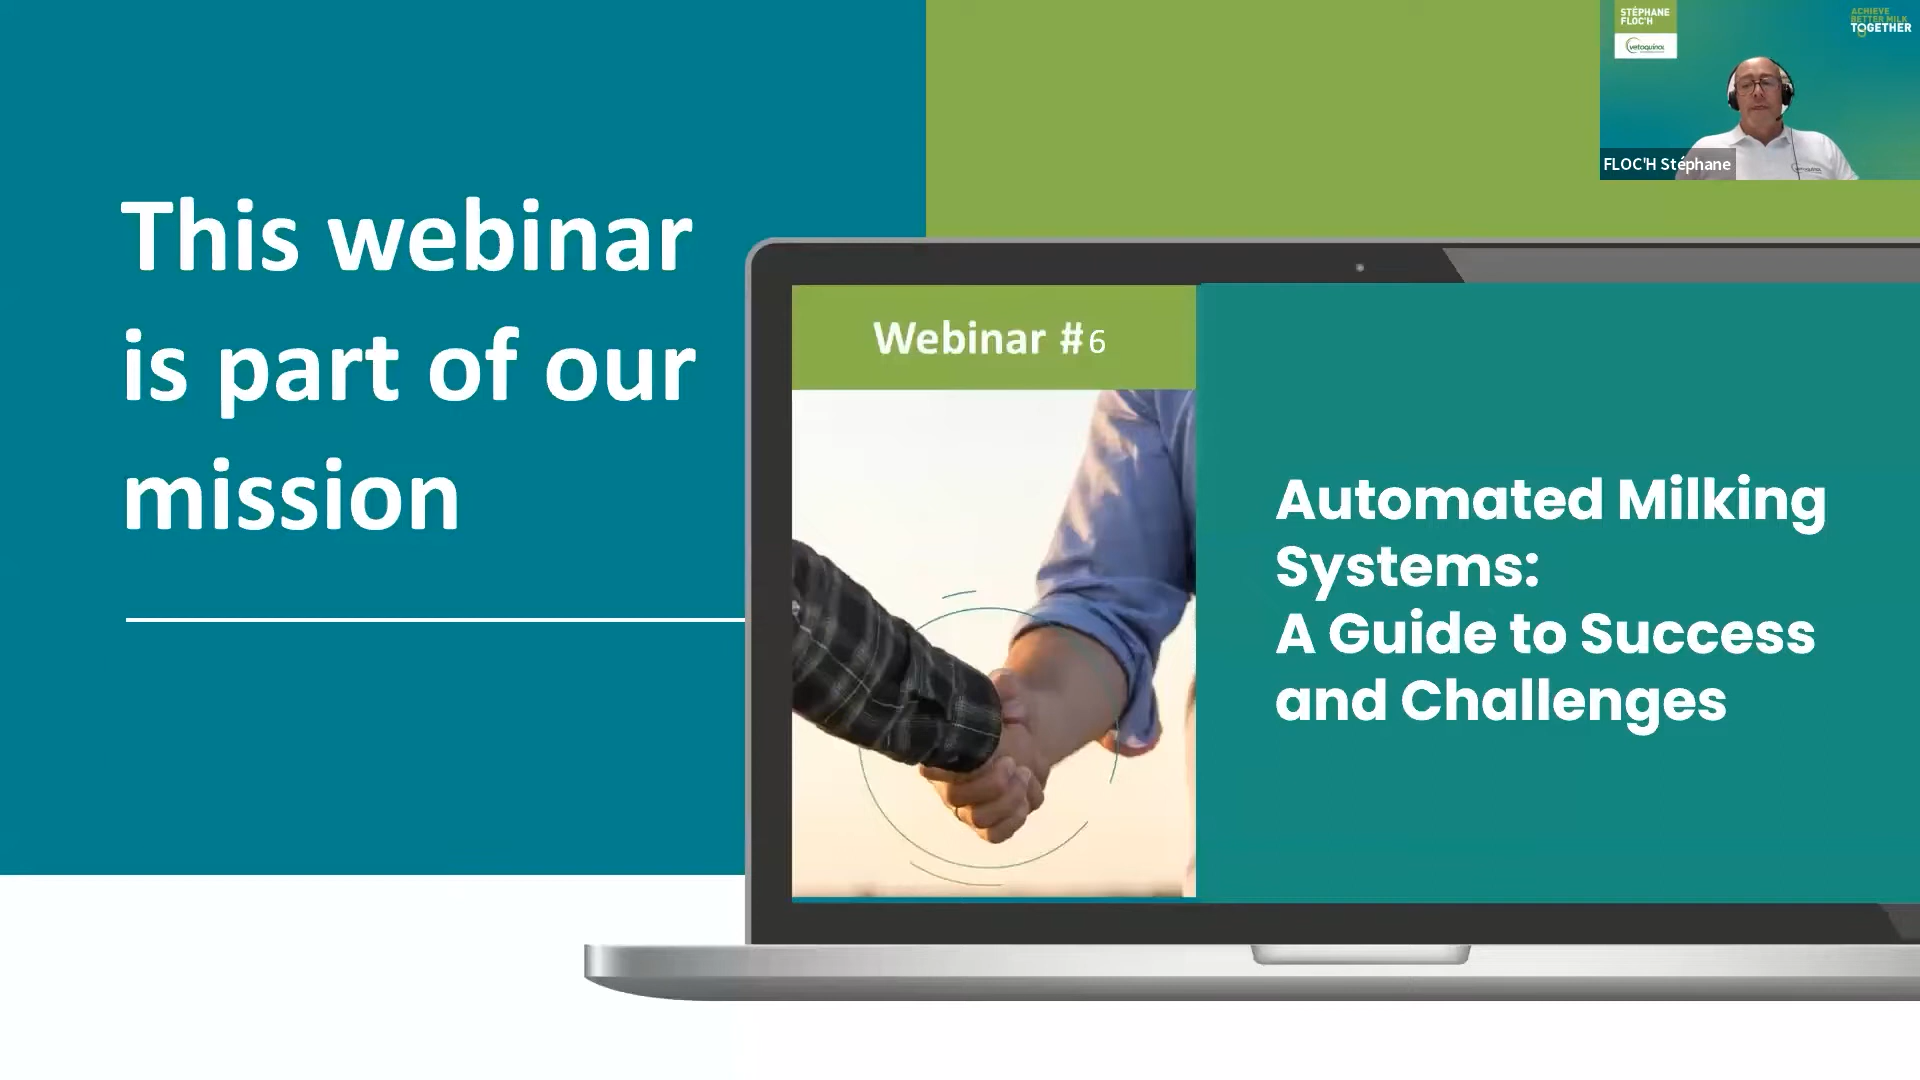 This webinar
is part of our
mission
Webinar #6
Automated Milking
Systems:
A Guide to Success
and Challenges
STÉPHANE
FLOC'H
vetoquinol
ACHIEVE
BETTER MILK
TOGETHER
FLOC'H Stéphane